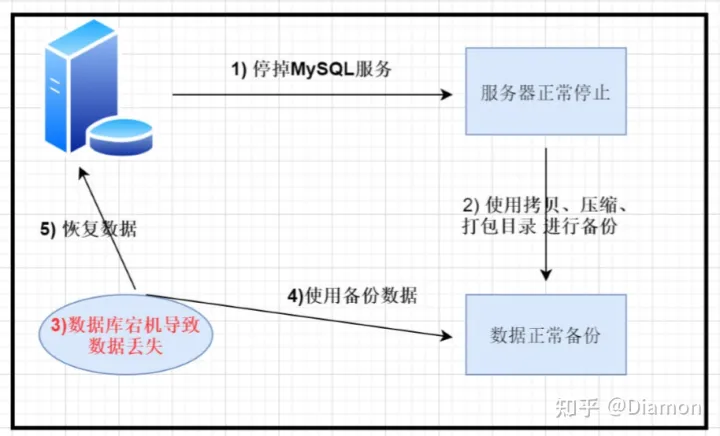 1) 停掉MySQL服务
服务器正常停止
2) 使用拷贝、压缩、
打包目录 进行备份
5) 恢复数据
4)使用备份数据
3)数据库宕机导致
数据丢失
数据正常备份
知乎 @Diamon